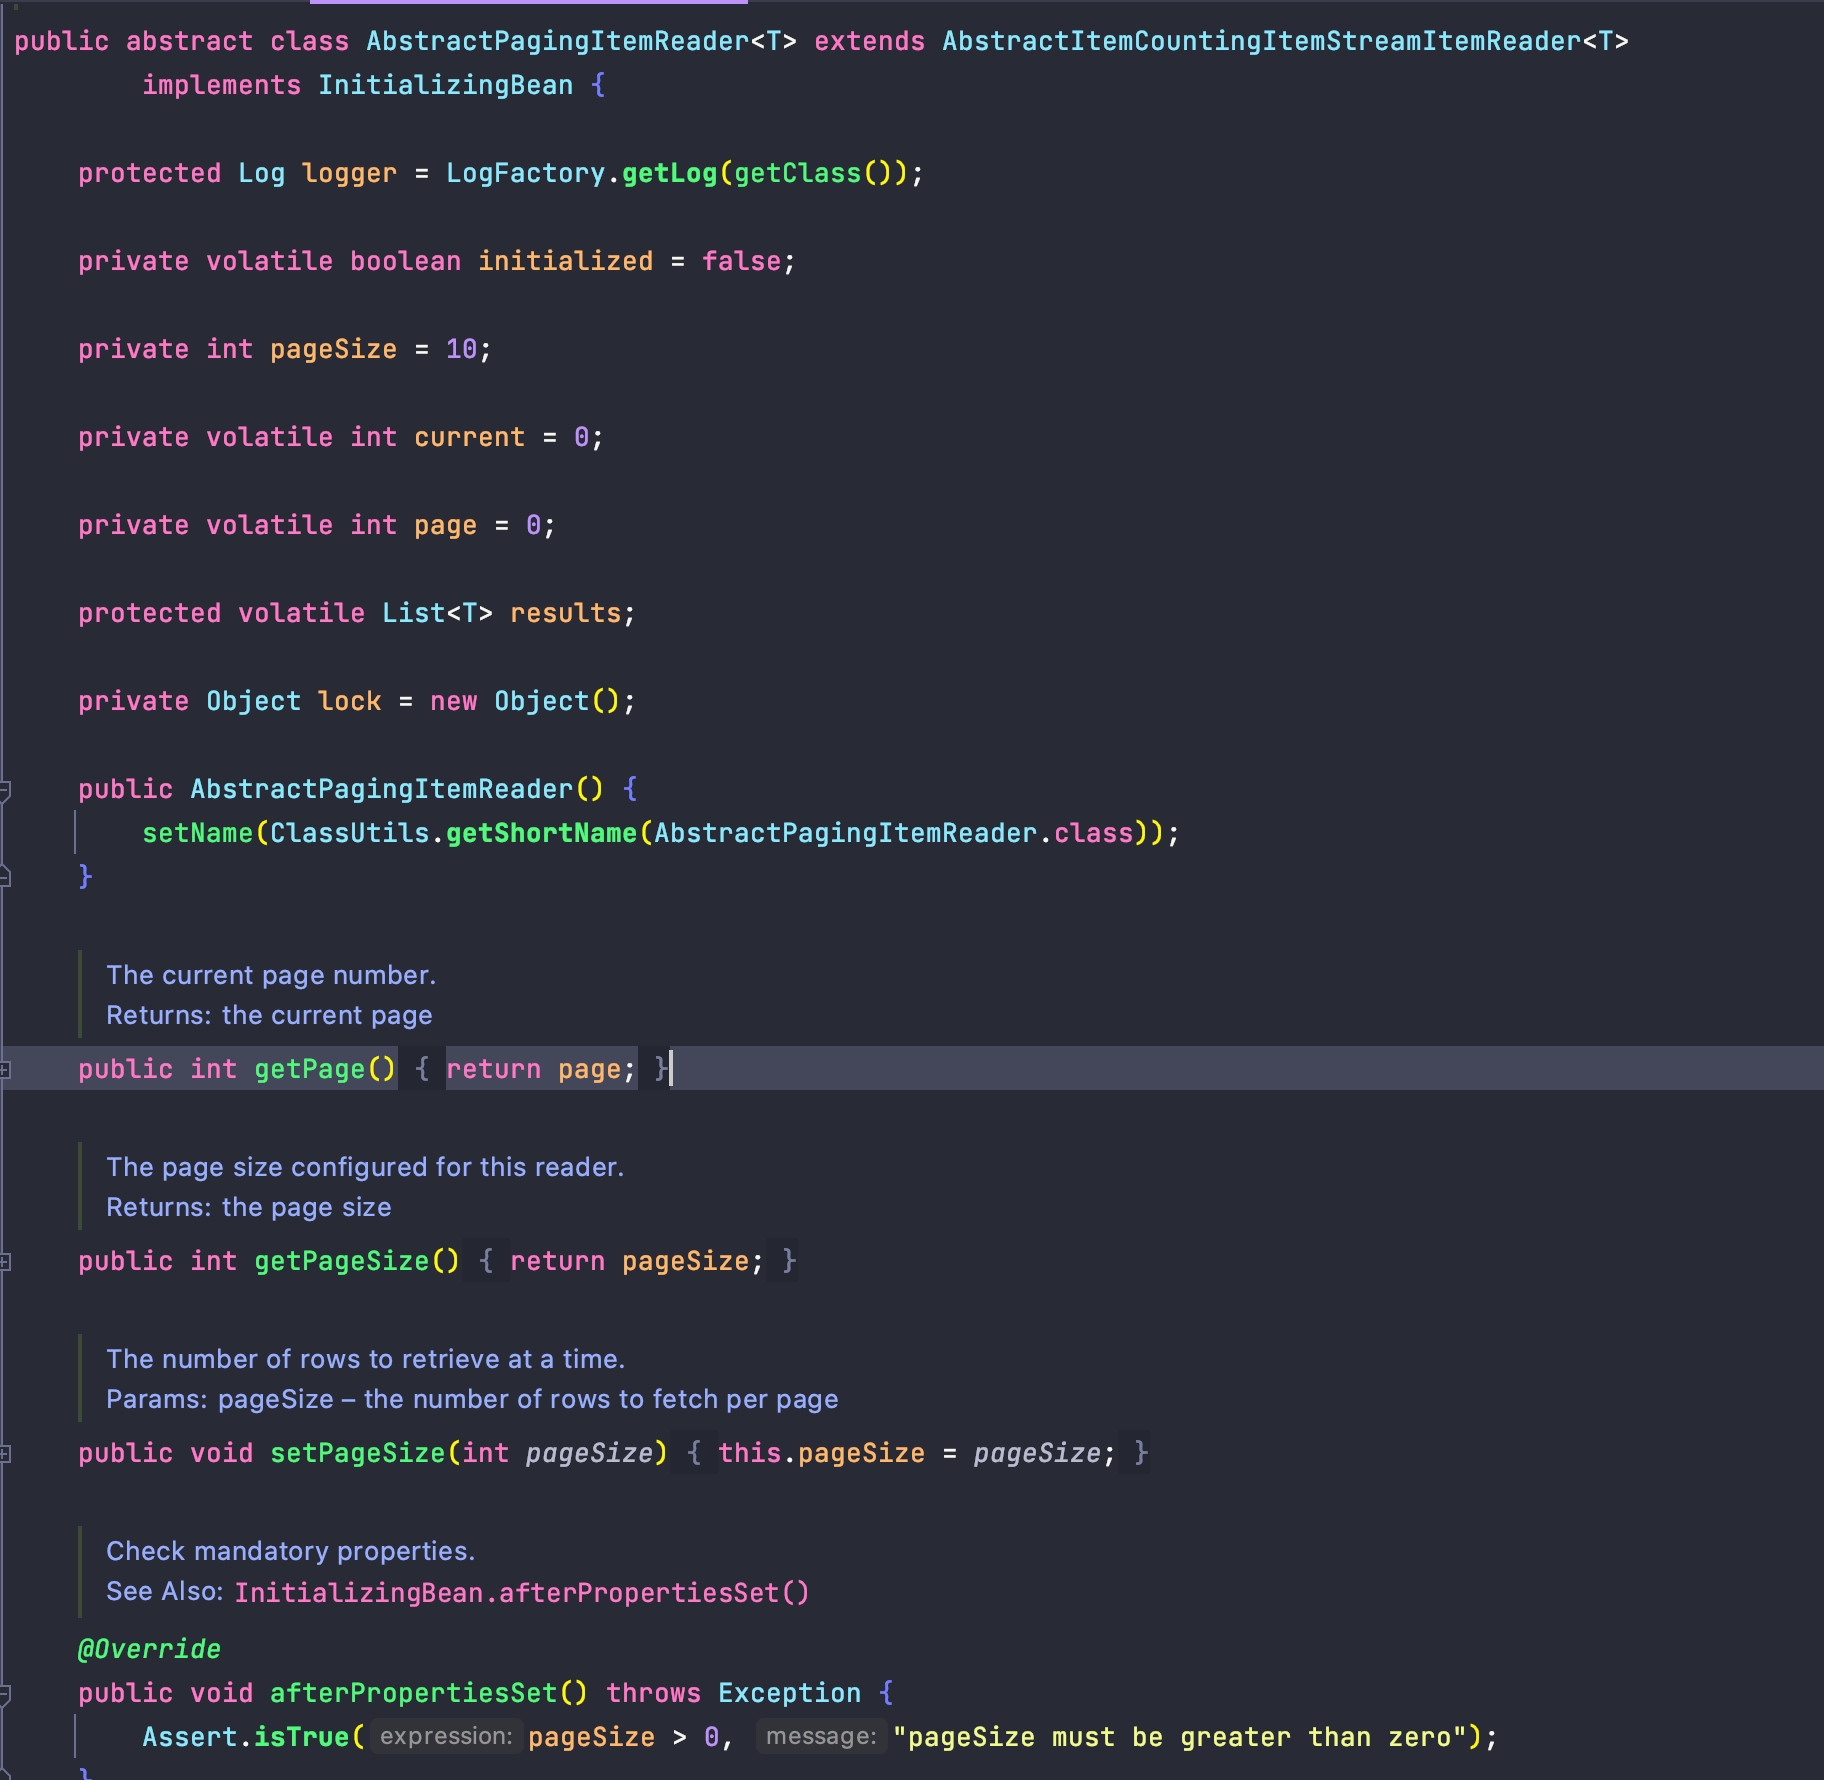 public abstract class AbstractPagingItemReader<T> extends AbstractItemCountingItemStreamItemReader<T>
implements InitializingBean {
protected Log logger = LogFactory.getLog(getClass());
private volatile boolean initialized = false;
private int pageSize = 10;
private volatile int current = 0;
private volatile int page = 0;
protected volatile List<T> results;
private Object lock = new Object();
public AbstractPagingItemReader() {
setName(ClassUtils.getShortName(AbstractPagingItemReader.class));
}
The current page number.
Returns: the current page
public int getPage() { return page; }
The page size configured for this reader.
Returns: the page size
public int getPageSize() { return pageSize; }
The number of rows to retrieve at a time.
Params: pageSize – the number of rows to fetch per page
public void setPageSize(int pageSize) { this.pageSize = pageSize; }
Check mandatory properties.
See Also: InitializingBean.afterPropertiesSet()
@Override
public void afterPropertiesSet() throws Exception {
Assert.isTrue( expression: pageSize > 0, message: "pageSize must be greater than zero");
}